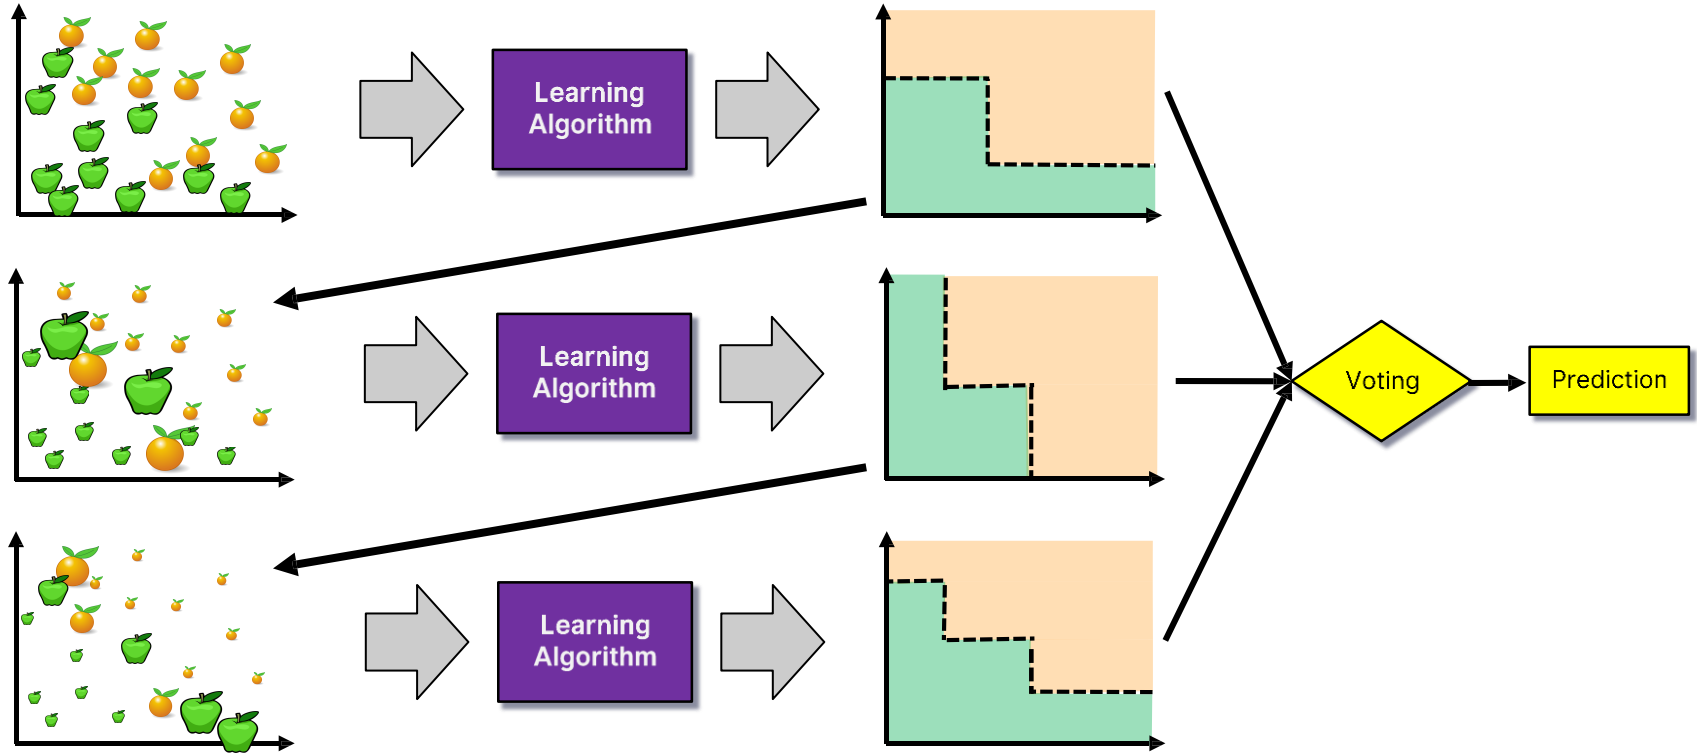 Learning
Algorithm
Learning
Algorithm
Voting
Prediction
Learning
Algorithm